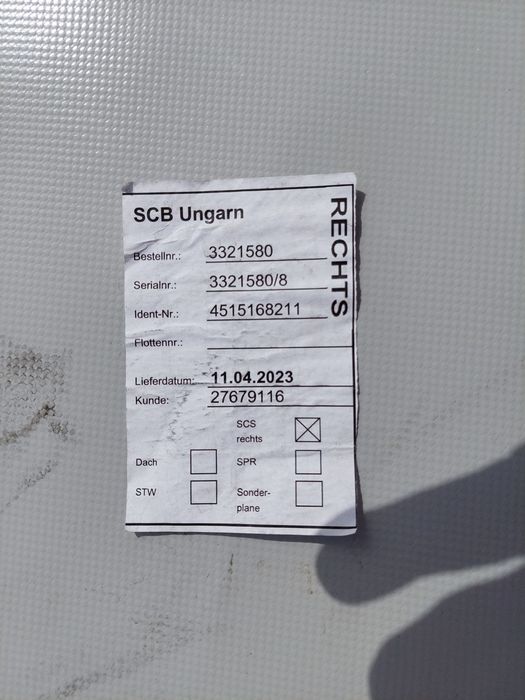 SCB Ungarn
RECHTS
Bestellnr.: 3321580
Serialnr.: 3321580/8
Ident-Nr.: 4515168211
Flottennr.:
Lieferdatum: 11.04.2023
Kunde: 27679116
SCS
rechts
Dach
SPR
STW
Sonder-
plane